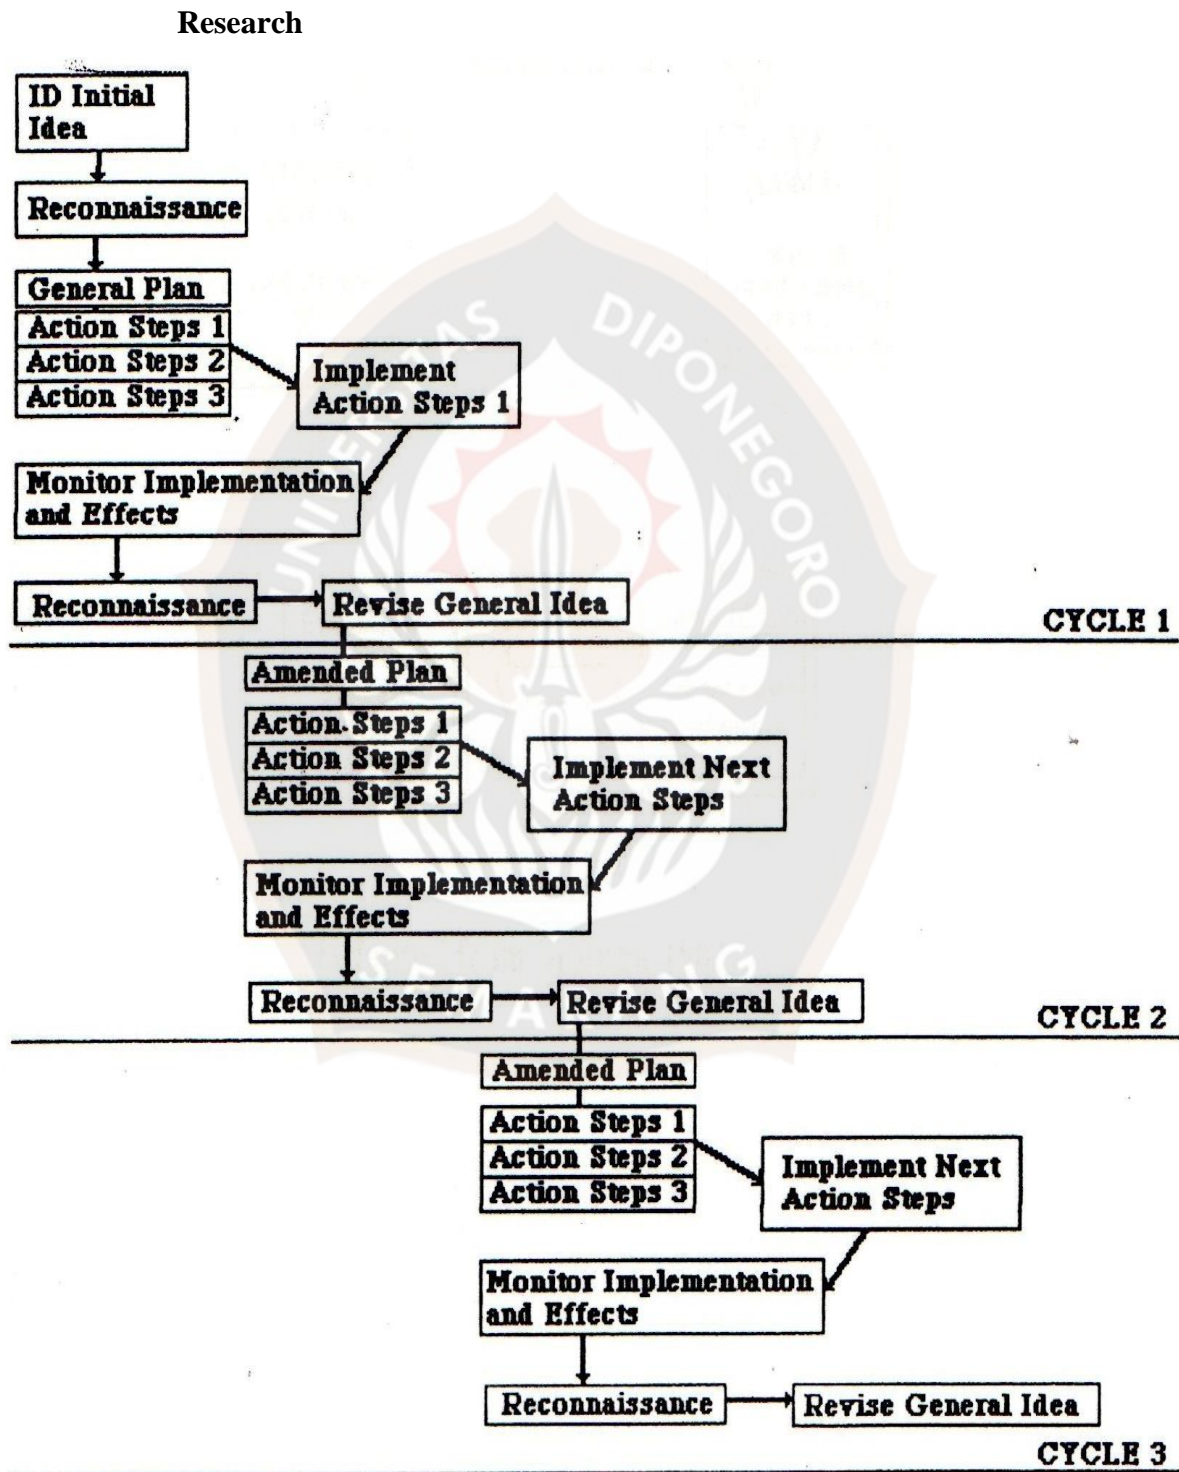 Research
ID Initial
Idea
Reconnaissance
General Plan
Action Steps 1
Action Steps 2
Action Steps 3
Implement
Action Steps 1
Monitor Implementation
and Effects
Reconnaissance
Revise General Idea
CYCLE 1
Amended Plan
Action Steps 1
Action Steps 2
Action Steps 3
Implement Next
Action Steps
Monitor Implementation
and Effects
Reconnaissance
Revise General Idea
CYCLE 2
Amended Plan
Action Steps 1
Action Steps 2
Action Steps 3
Implement Next
Action Steps
Monitor Implementation
and Effects
Reconnaissance
Revise General Idea
CYCLE 3
UNIVERSITAS DIPONEGORO
SEMARANG